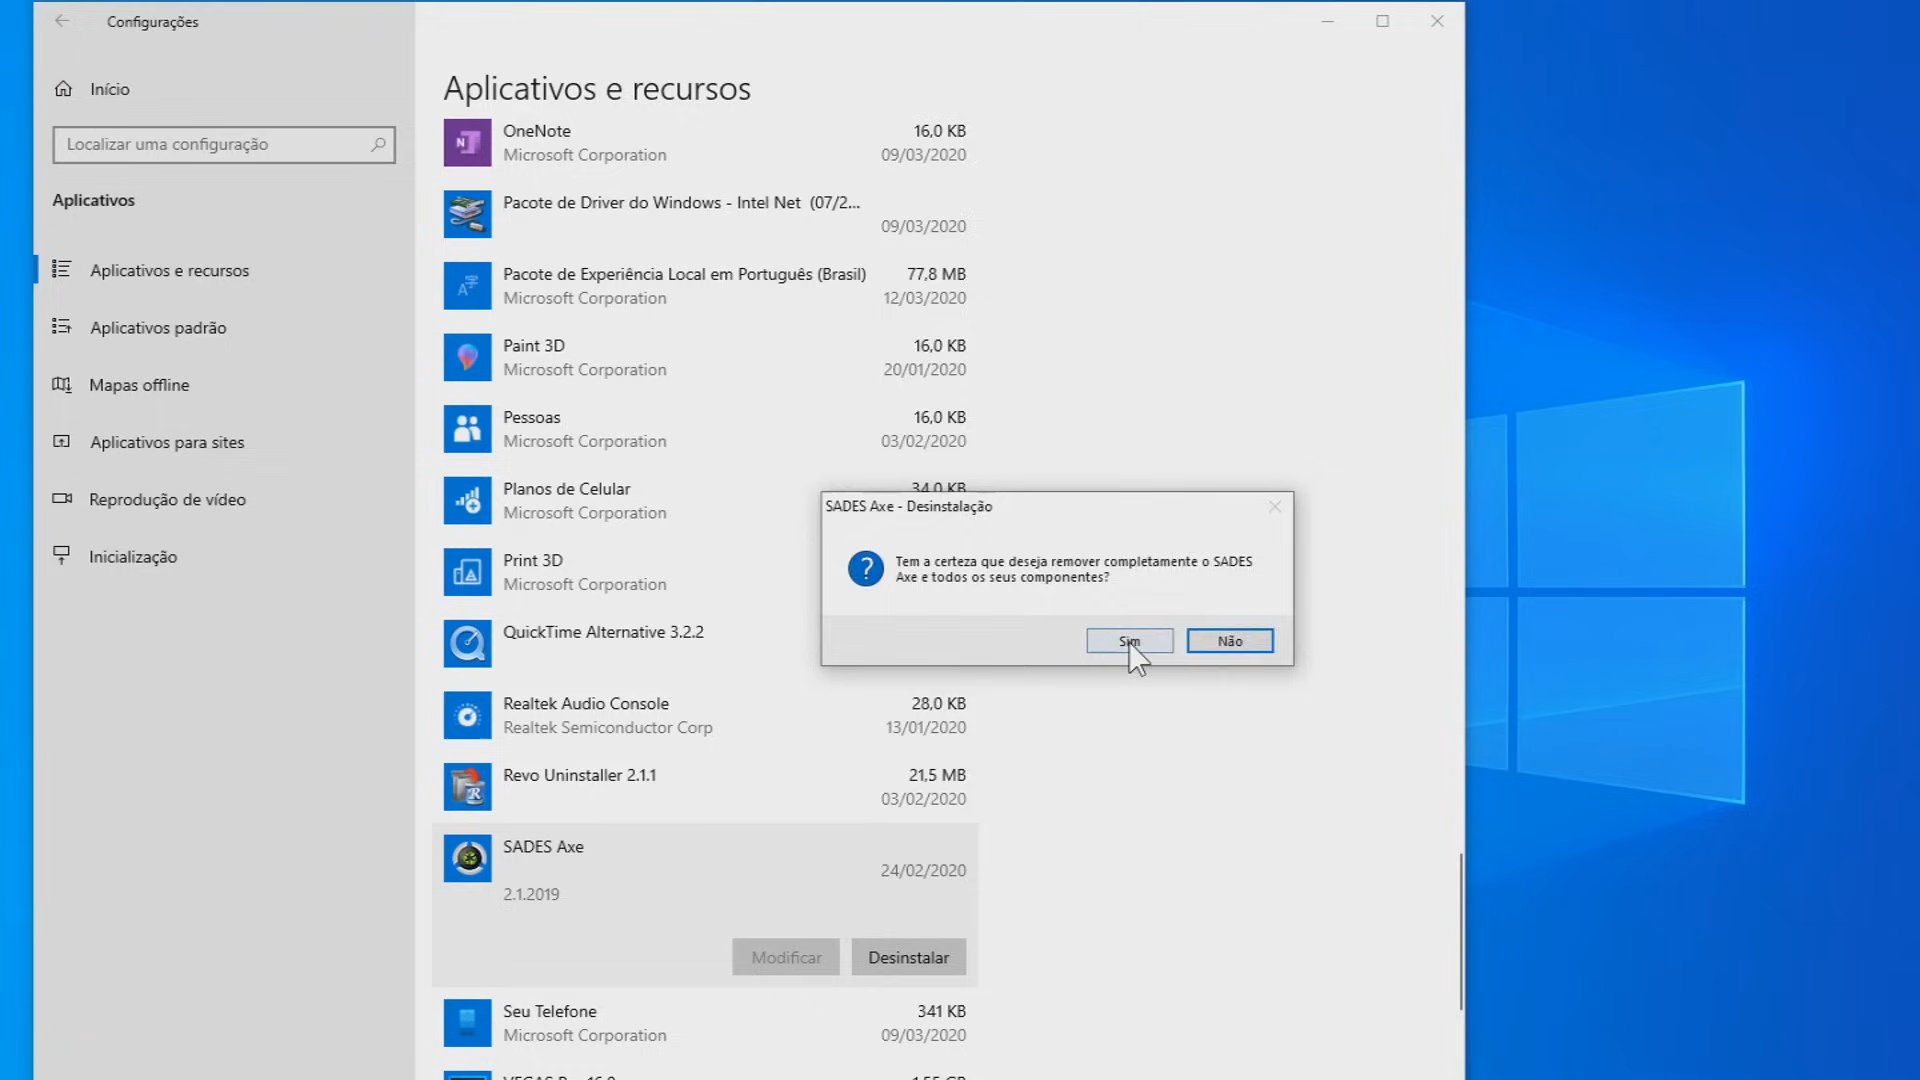 Configurações
Início
Localizar uma configuração
Aplicativos
Aplicativos e recursos
Aplicativos padrão
Mapas offline
Aplicativos para sites
Reprodução de vídeo
Inicialização
Aplicativos e recursos
OneNote 16,0 KB
Microsoft Corporation 09/03/2020
Pacote de Driver do Windows - Intel Net (07/2...
09/03/2020
Pacote de Experiência Local em Português (Brasil) 77,8 MB
Microsoft Corporation 12/03/2020
Paint 3D 16,0 KB
Microsoft Corporation 20/01/2020
Pessoas 16,0 KB
Microsoft Corporation 03/02/2020
Planos de Celular 34,0 KB
Microsoft Corporation
Print 3D
Microsoft Corporation
QuickTime Alternative 3.2.2
Realtek Audio Console 28,0 KB
Realtek Semiconductor Corp 13/01/2020
Revo Uninstaller 2.1.1 21,5 MB
03/02/2020
SADES Axe
24/02/2020
2.1.2019
Modificar Desinstalar
Seu Telefone 341 KB
Microsoft Corporation 09/03/2020
SADES Axe - Desinstalação
Tem a certeza que deseja remover completamente o SADES
Axe e todos os seus componentes?
Sim Não